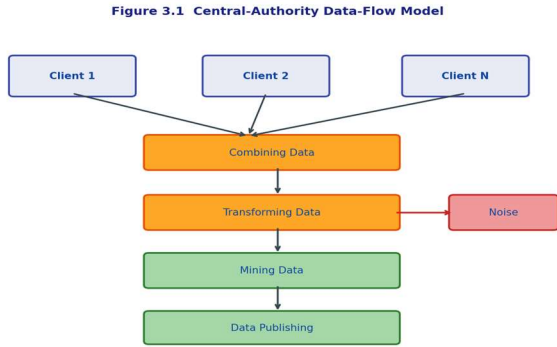 Figure 3.1 Central-Authority Data-Flow Model
Client 1
Client 2
Client N
Combining Data
Transforming Data
Noise
Mining Data
Data Publishing